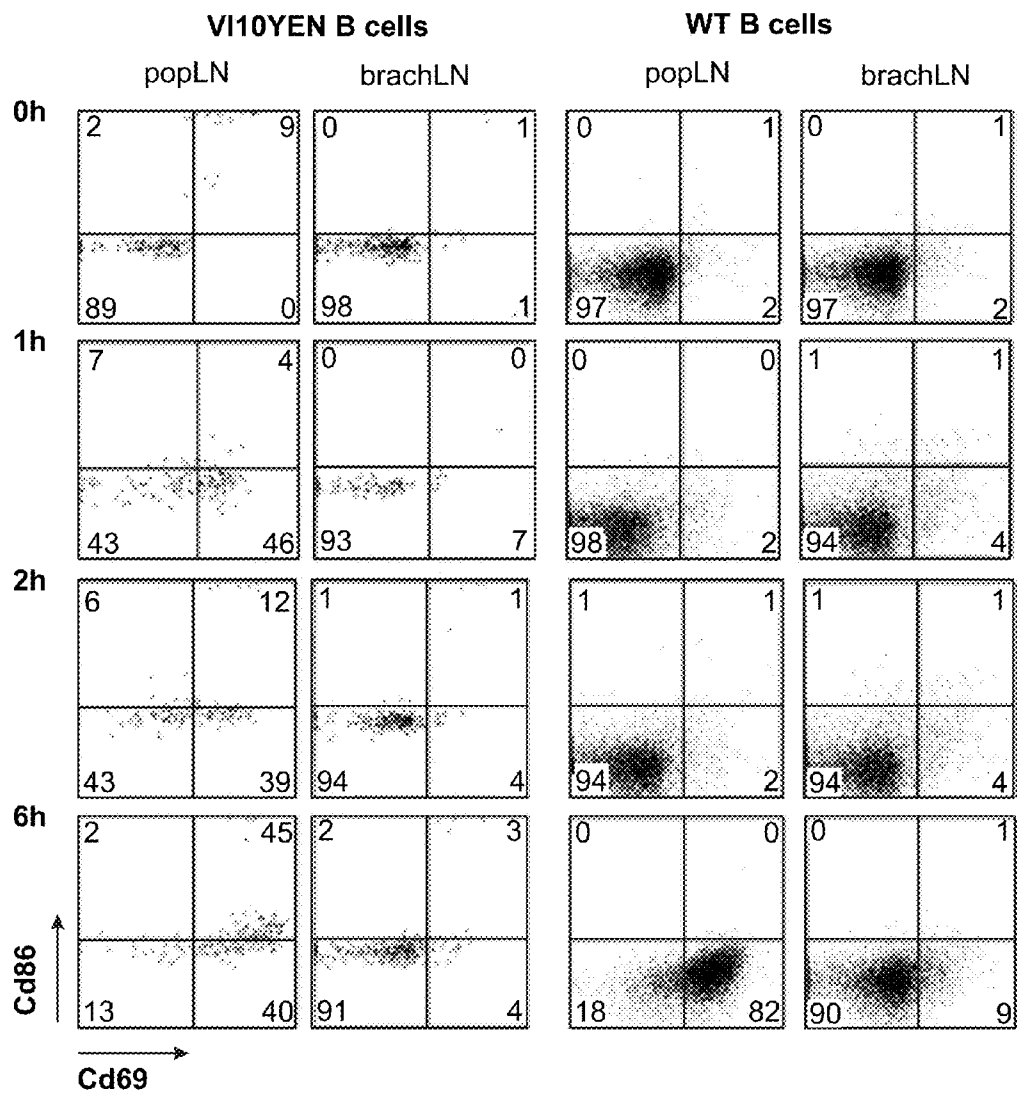 VI10YEN B cells WT B cells
popLN brachLN popLN brachLN
0h
2 9 0 1 0 1 0 1
89 0 98 1 97 2 97 2
1h
7 4 0 0 0 0 1 1
43 46 93 7 98 2 94 4
2h
6 12 1 1 1 1 1 1
43 39 94 4 94 2 94 4
6h
2 45 2 3 0 0 0 1
13 40 91 4 18 82 90 9
Cd86
Cd69